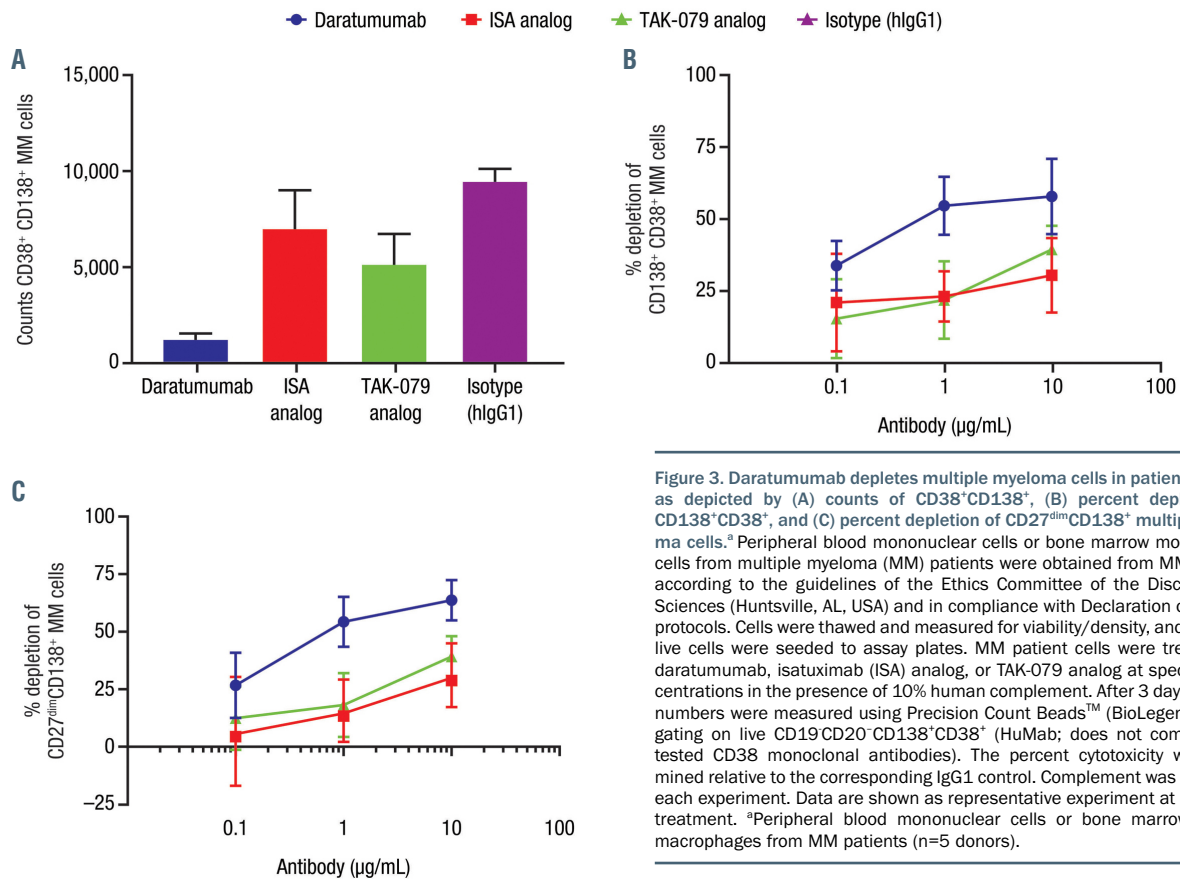 Daratumumab ISA analog TAK-079 analog Isotype (hIgG1)
A
15,000
10,000
5,000
0
Counts CD38+ CD138+ MM cells
Daratumumab ISA analog TAK-079 analog Isotype (hIgG1)
B
100
75
50
25
0
% depletion of
CD138+ CD38+ MM cells
0.1 1 10 100
Antibody (µg/mL)
C
100
75
50
25
0
−25
% depletion of
CD27dimCD138+ MM cells
0.1 1 10 100
Antibody (µg/mL)
Figure 3. Daratumumab depletes multiple myeloma cells in patien
as depicted by (A) counts of CD38+CD138+, (B) percent dep
CD138+CD38+, and (C) percent depletion of CD27dimCD138+ multip
ma cells.a Peripheral blood mononuclear cells or bone marrow mo
cells from multiple myeloma (MM) patients were obtained from MM
according to the guidelines of the Ethics Committee of the Disc
Sciences (Huntsville, AL, USA) and in compliance with Declaration o
protocols. Cells were thawed and measured for viability/density, and
live cells were seeded to assay plates. MM patient cells were tre
daratumumab, isatuximab (ISA) analog, or TAK-079 analog at spec
centrations in the presence of 10% human complement. After 3 day
numbers were measured using Precision Count Beads™ (BioLegen
gating on live CD19-CD20-CD138+CD38+ (HuMab; does not com
tested CD38 monoclonal antibodies). The percent cytotoxicity w
mined relative to the corresponding IgG1 control. Complement was
each experiment. Data are shown as representative experiment at
treatment. aPeripheral blood mononuclear cells or bone marrow
macrophages from MM patients (n=5 donors).